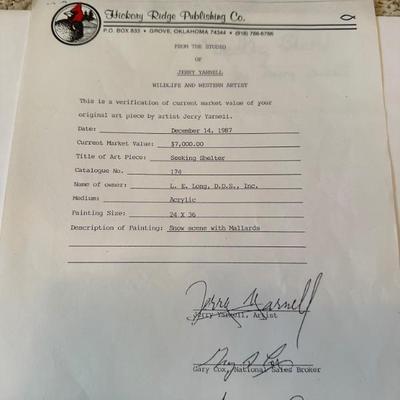 Hickory Ridge Publishing Co.
P.O. BOX 833 • GROVE, OKLAHOMA 74344 • (918) 786-6786
FROM THE STUDIO
OF
JERRY YARNELL
WILDLIFE AND WESTERN ARTIST
This is a verification of current market value of your
original art piece by artist Jerry Yarnell.
Date: December 14, 1987
Current Market Value: $7,000.00
Title of Art Piece: Seeking Shelter
Catalogue No. 174
Name of owner: L. E. Long, D.D.S., Inc.
Medium: Acrylic
Painting Size: 24 X 36
Description of Painting: Snow scene with Mallards
Jerry Yarnell
Jerry Yarnell, Artist
Gary Cox, National Sales Broker